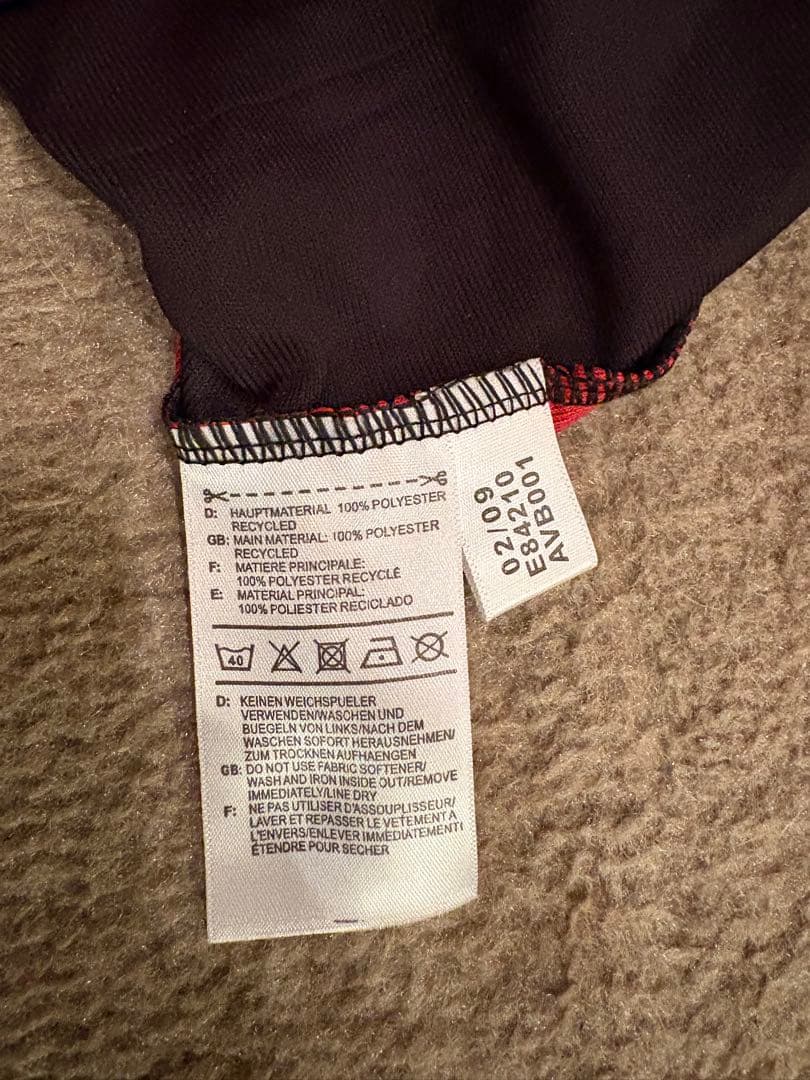 D: HAUPTMATERIAL 100% POLYESTER
RECYCLED
GB: MAIN MATERIAL: 100% POLYESTER
RECYCLED
F: MATIERE PRINCIPALE:
100% POLYESTER RECYCLÉ
E: MATERIAL PRINCIPAL:
100% POLIESTER RECICLADO
40
D: KEINEN WEICHSPUELER
VERWENDEN/WASCHEN UND
BUEGELN VON LINKS/NACH DEM
WASCHEN SOFORT HERAUSNEHMEN/
ZUM TROCKNEN AUFHAENGEN
GB: DO NOT USE FABRIC SOFTENER/
WASH AND IRON INSIDE OUT/REMOVE
IMMEDIATELY/LINE DRY
F: NE PAS UTILISER D'ASSOUPLISSEUR/
LAVER ET REPASSER LE VETEMENT A
L'ENVERS/ENLEVER IMMÉDIATEMENT/
ÉTENDRE POUR SECHER
02/09
E84210
AVB001